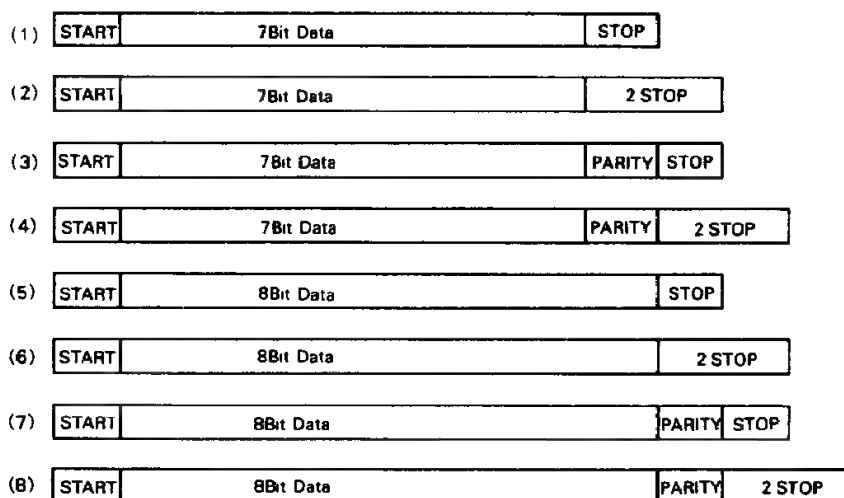 (1) START 7Bit Data STOP
(2) START 7Bit Data 2 STOP
(3) START 7Bit Data PARITY STOP
(4) START 7Bit Data PARITY 2 STOP
(5) START 8Bit Data STOP
(6) START 8Bit Data 2 STOP
(7) START 8Bit Data PARITY STOP
(8) START 8Bit Data PARITY 2 STOP